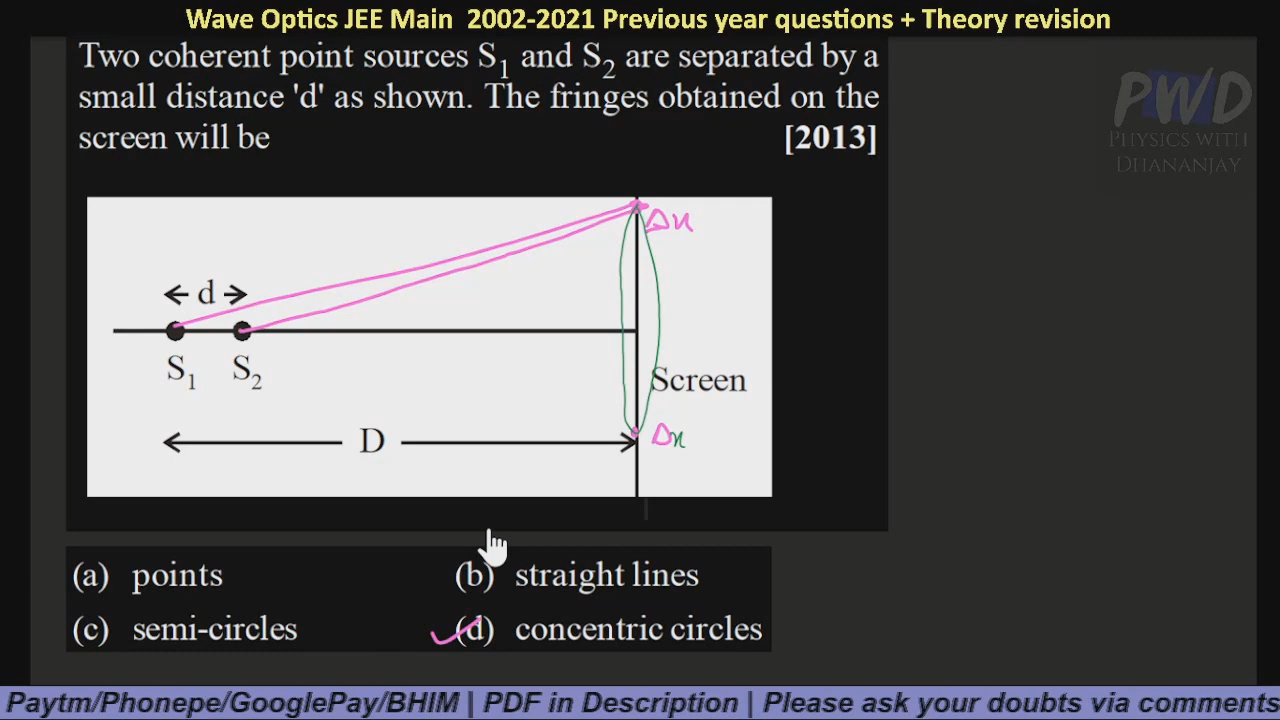 Wave Optics JEE Main 2002-2021 Previous year questions + Theory revision
Two coherent point sources S₁ and S₂ are separated by a
small distance 'd' as shown. The fringes obtained on the
screen will be [2013]
PWD
PHYSICS WITH
DHANANJAY
Δx
d
S₁ S₂
Screen
D
Δx
(a) points (b) straight lines
(c) semi-circles (d) concentric circles
Paytm/Phonepe/GooglePay/BHIM | PDF in Description | Please ask your doubts via comments